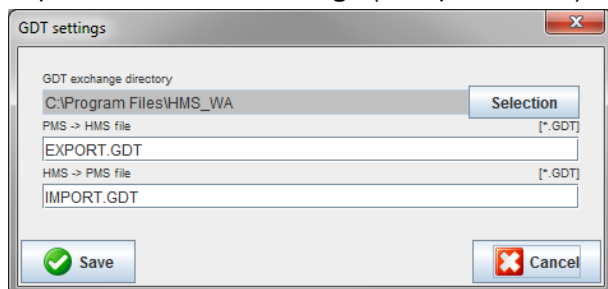 GDT settings
GDT exchange directory
C:\Program Files\HMS_WA
Selection
PMS -> HMS file [*.GDT]
EXPORT.GDT
HMS -> PMS file [*.GDT]
IMPORT.GDT
Save
Cancel